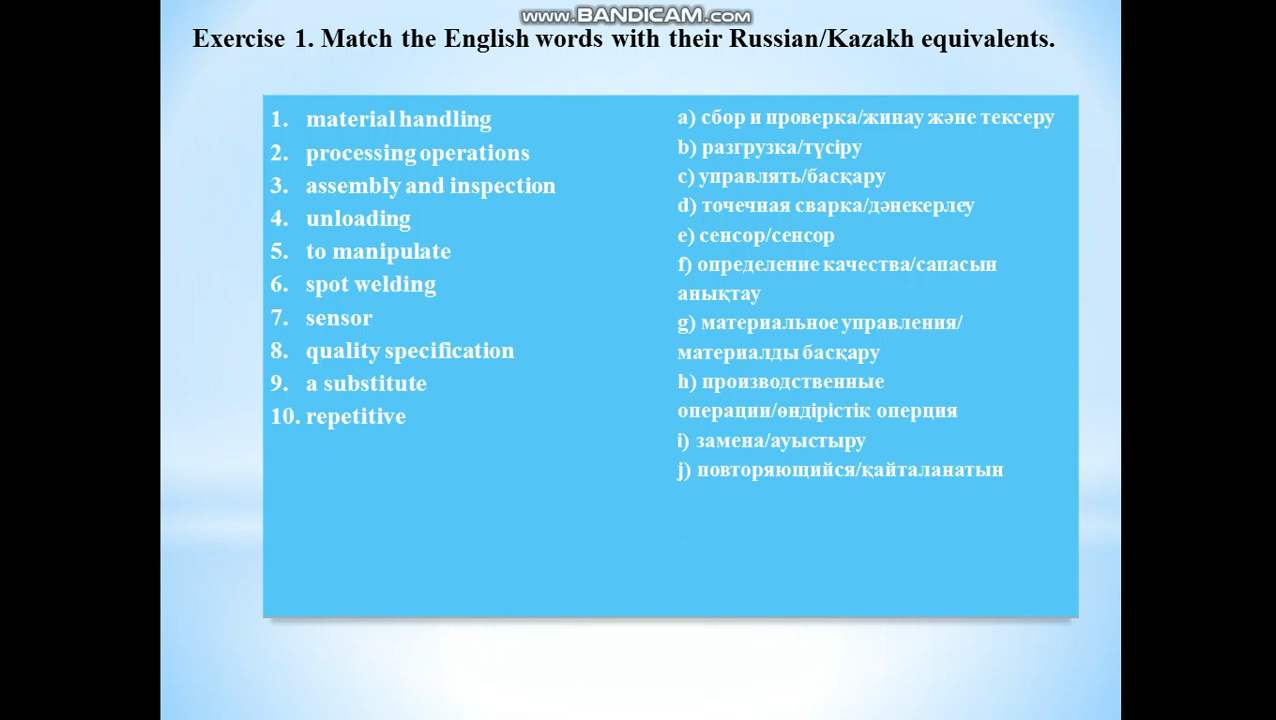 www.BANDICAM.com
Exercise 1. Match the English words with their Russian/Kazakh equivalents.
1. material handling
2. processing operations
3. assembly and inspection
4. unloading
5. to manipulate
6. spot welding
7. sensor
8. quality specification
9. a substitute
10. repetitive
a) сбор и проверка/жинау және тексеру
b) разгрузка/түсіру
c) управлять/басқару
d) точечная сварка/дәнекерлеу
e) сенсор/сенсор
f) определение качества/сапасын
анықтау
g) материальное управления/
материалды басқару
h) производственные
операции/өндірістік оперция
i) замена/ауыстыру
j) повторяющийся/қайталанатын